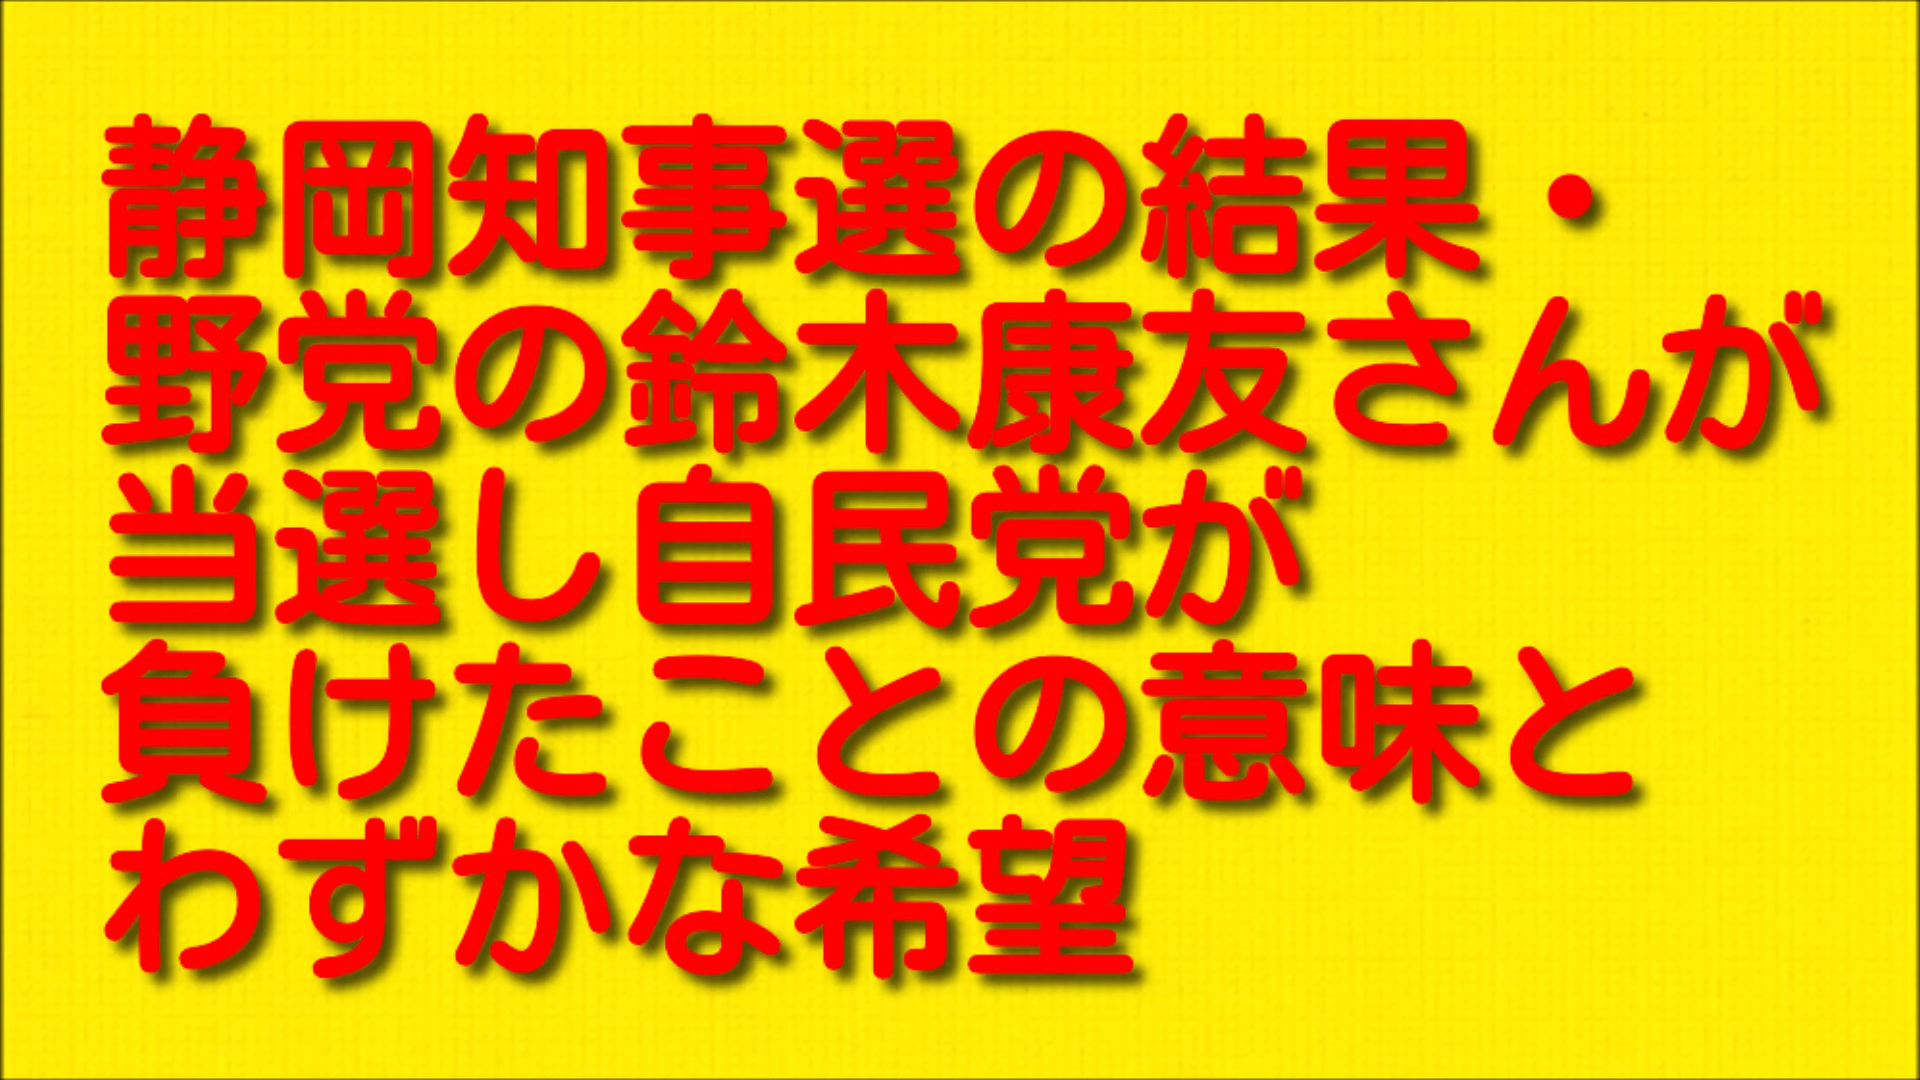 静岡知事選の結果・
野党の鈴木康友さんが
当選し自民党が
負けたことの意味と
わずかな希望